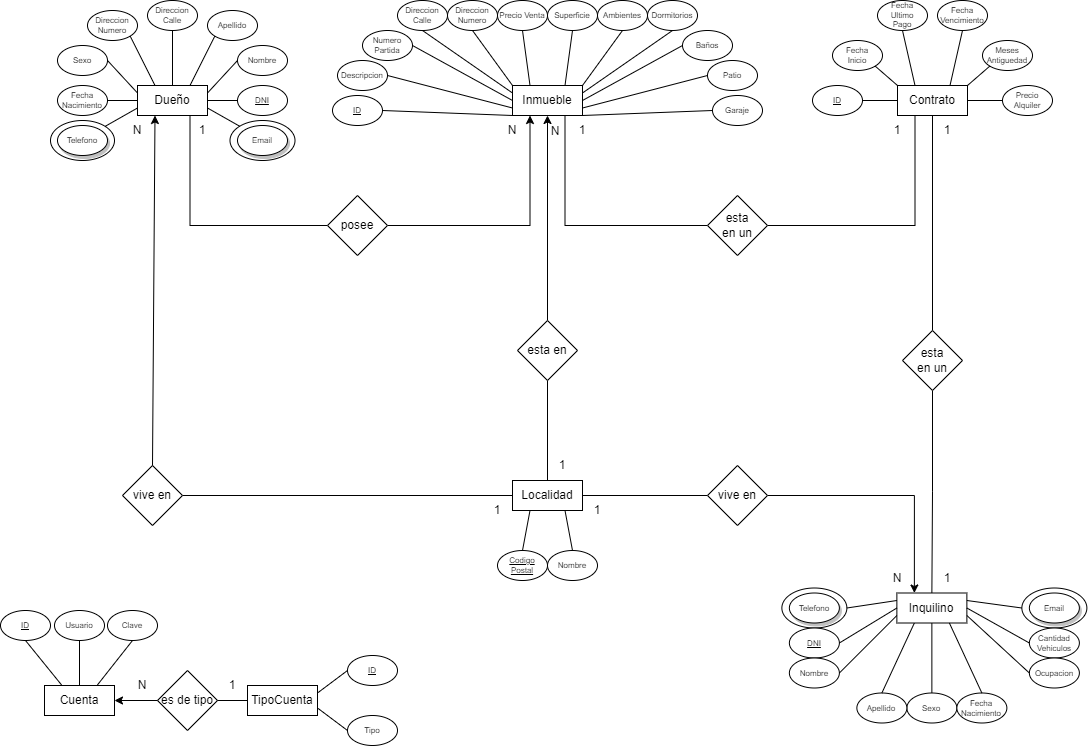 Direccion
Numero
Direccion
Calle
Apellido
Sexo
Nombre
Fecha
Nacimiento
Dueño
DNI
Telefono
N
1
Email
Direccion
Calle
Direccion
Numero
Precio Venta
Superficie
Ambientes
Dormitorios
Numero
Partida
Baños
Descripcion
Patio
ID
Inmueble
Garaje
N
N
1
Fecha
Ultimo
Pago
Fecha
Vencimiento
Fecha
Inicio
Meses
Antiguedad
ID
Contrato
Precio
Alquiler
1
1
posee
esta
en un
esta en
esta
en un
1
vive en
Localidad
vive en
1
1
Codigo
Postal
Nombre
N
1
Telefono
Inquilino
Email
DNI
Cantidad
Vehiculos
Nombre
Ocupacion
Apellido
Sexo
Fecha
Nacimiento
ID
Usuario
Clave
Cuenta
N
es de tipo
1
TipoCuenta
ID
Tipo